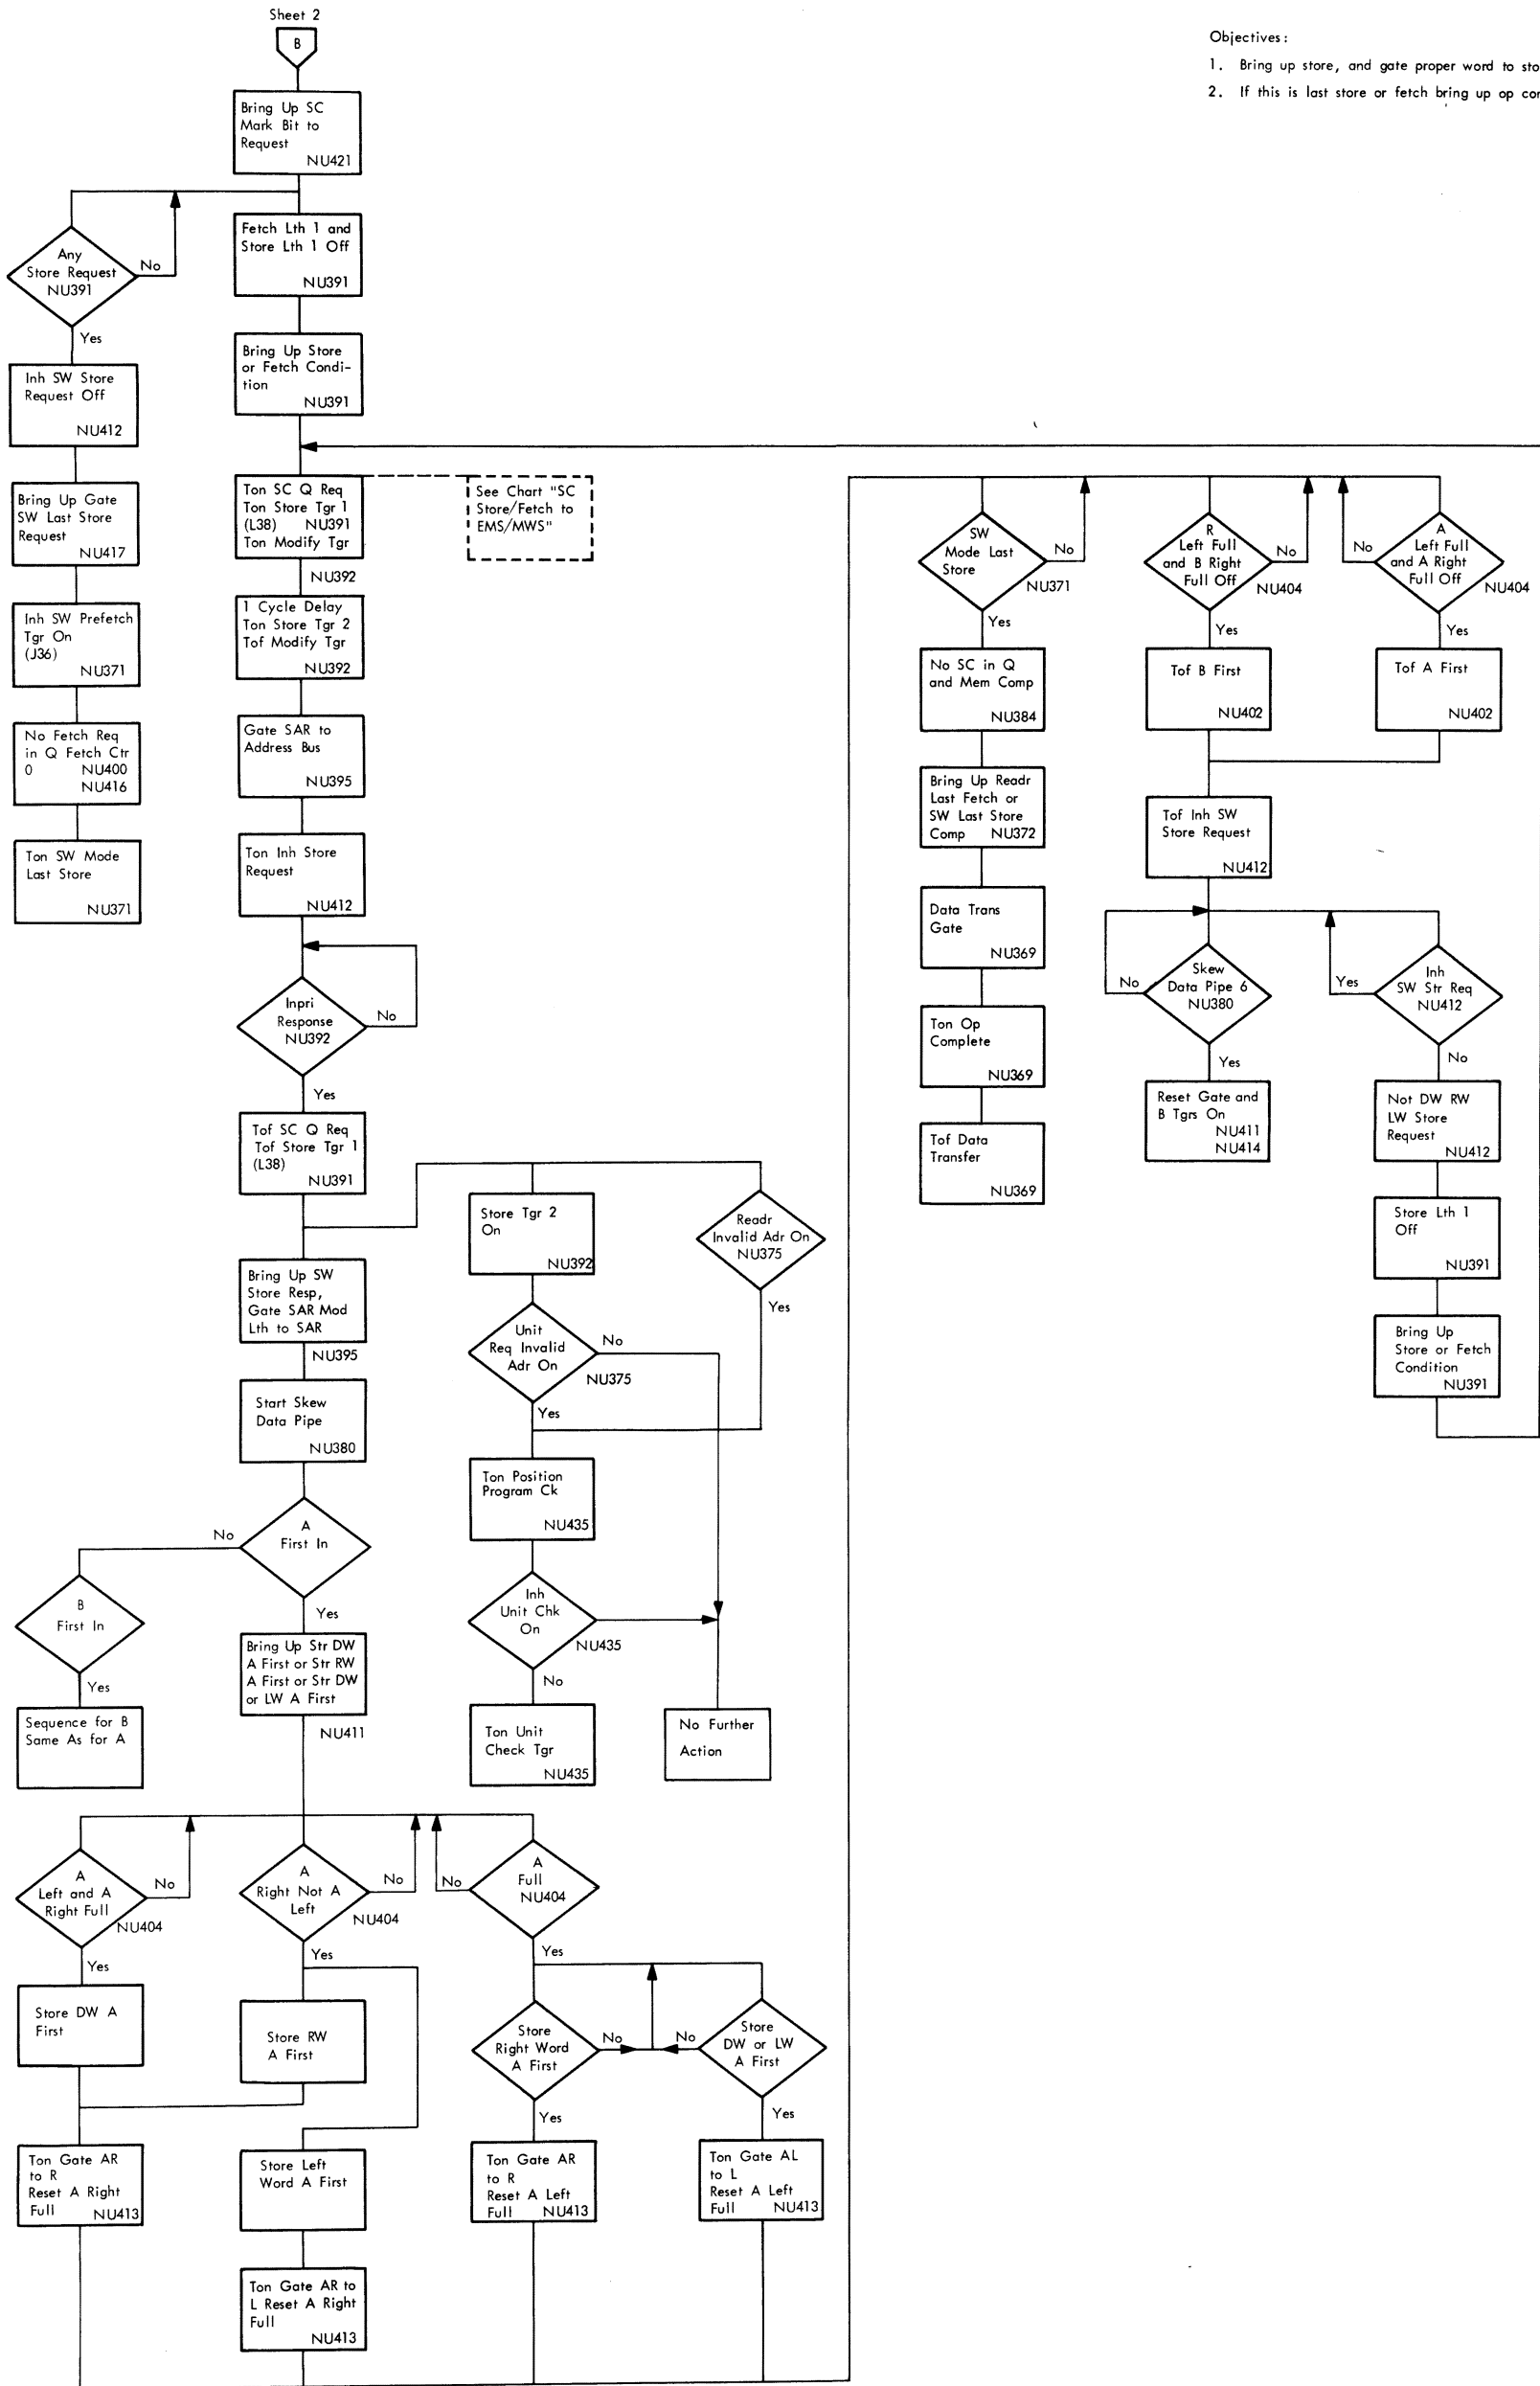 Sheet 2
B
Objectives:
1. Bring up store, and gate proper word to sto
2. If this is last store or fetch bring up op con
Bring Up SC
Mark Bit to
Request
NU421
Any
Store Request
NU391
No
Yes
Inh SW Store
Request Off
NU412
Bring Up Gate
SW Last Store
Request
NU417
Inh SW Prefetch
Tgr On
(J36)
NU371
No Fetch Req
in Q Fetch Ctr
0 NU400
NU416
Ton SW Mode
Last Store
NU371
Fetch Lth 1 and
Store Lth 1 Off
NU391
Bring Up Store
or Fetch Condi-
tion
NU391
Ton SC Q Req
Ton Store Tgr 1
(L38) NU391
Ton Modify Tgr
NU392
See Chart "SC
Store/Fetch to
EMS/MWS"
1 Cycle Delay
Ton Store Tgr 2
Tof Modify Tgr
NU392
Gate SAR to
Address Bus
NU395
Ton Inh Store
Request
NU412
Inpri
Response
NU392
No
Yes
Tof SC Q Req
Tof Store Tgr 1
(L38)
NU391
Bring Up SW
Store Resp,
Gate SAR Mod
Lth to SAR
NU395
Start Skew
Data Pipe
NU380
A
First In
No
Yes
B
First In
Yes
Sequence for B
Same As for A
Bring Up Str DW
A First or Str RW
A First or Str DW
or LW A First
NU411
Store Tgr 2
On
NU392
Readr
Invalid Adr On
NU375
Yes
Unit
Req Invalid
Adr On
NU375
No
Yes
Ton Position
Program Ck
NU435
Inh
Unit Chk
On
NU435
No
Ton Unit
Check Tgr
NU435
No Further
Action
A
Left and A
Right Full
NU404
No
Yes
Store DW A
First
Ton Gate AR
to R
Reset A Right
Full NU413
A
Right Not A
Left
NU404
No
Yes
Store RW
A First
Store Left
Word A First
Ton Gate AR to
L Reset A Right
Full
NU413
A
Full
NU404
No
Yes
Store
Right Word
A First
No
Yes
Ton Gate AR
to R
Reset A Left
Full NU413
Store
DW or LW
A First
No
Yes
Ton Gate AL
to L
Reset A Left
Full NU413
SW
Mode Last
Store
NU371
No
Yes
No SC in Q
and Mem Comp
NU384
Bring Up Readr
Last Fetch or
SW Last Store
Comp NU372
Data Trans
Gate
NU369
Ton Op
Complete
NU369
Tof Data
Transfer
NU369
R
Left Full
and B Right
Full Off
NU404
No
Yes
Tof B First
NU402
A
Left Full
and A Right
Full Off
NU404
No
Yes
Tof A First
NU402
Tof Inh SW
Store Request
NU412
Skew
Data Pipe 6
NU380
No
Yes
Reset Gate and
B Tgrs On
NU411
NU414
Inh
SW Str Req
NU412
Yes
No
Not DW RW
LW Store
Request
NU412
Store Lth 1
Off
NU391
Bring Up
Store or Fetch
Condition
NU391